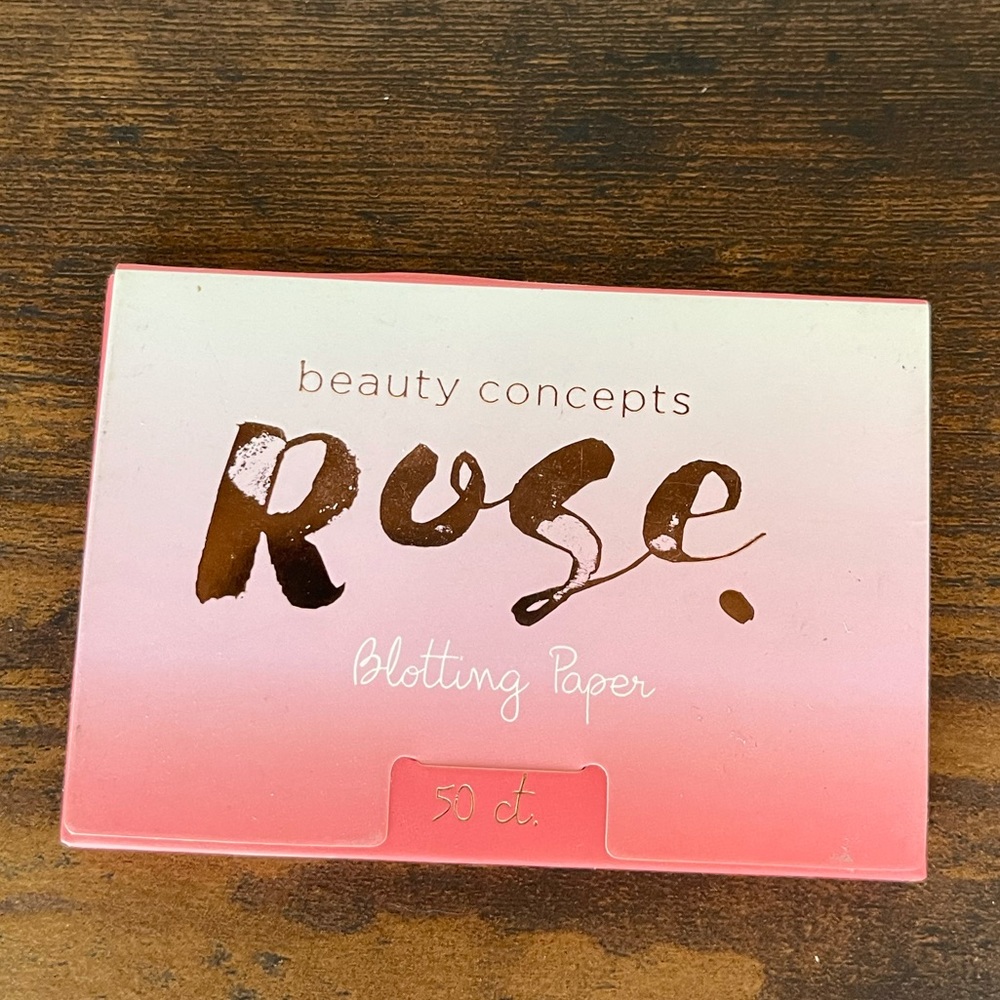 beauty concepts
Rose.
Blotting Paper
50 ct.